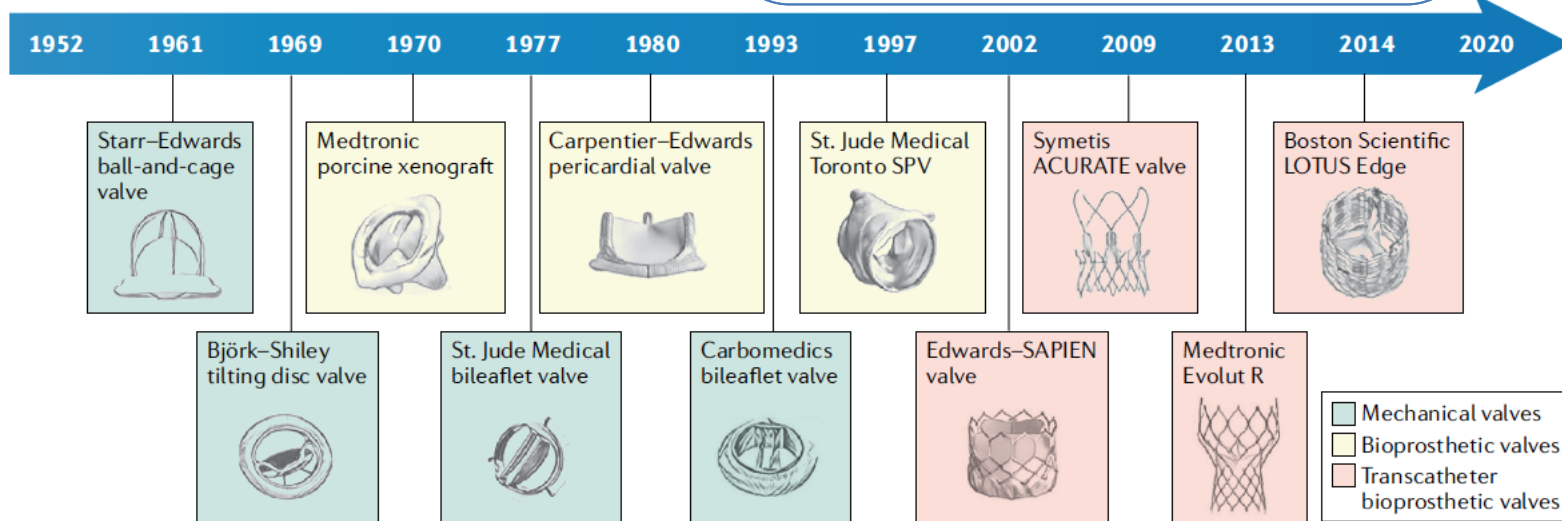 1952 1961 1969 1970 1977 1980 1993 1997 2002 2009 2013 2014 2020
Starr–Edwards
ball-and-cage
valve
Medtronic
porcine xenograft
Carpentier–Edwards
pericardial valve
St. Jude Medical
Toronto SPV
Symetis
ACURATE valve
Boston Scientific
LOTUS Edge
Björk–Shiley
tilting disc valve
St. Jude Medical
bileaflet valve
Carbomedics
bileaflet valve
Edwards–SAPIEN
valve
Medtronic
Evolut R
Mechanical valves
Bioprosthetic valves
Transcatheter
bioprosthetic valves